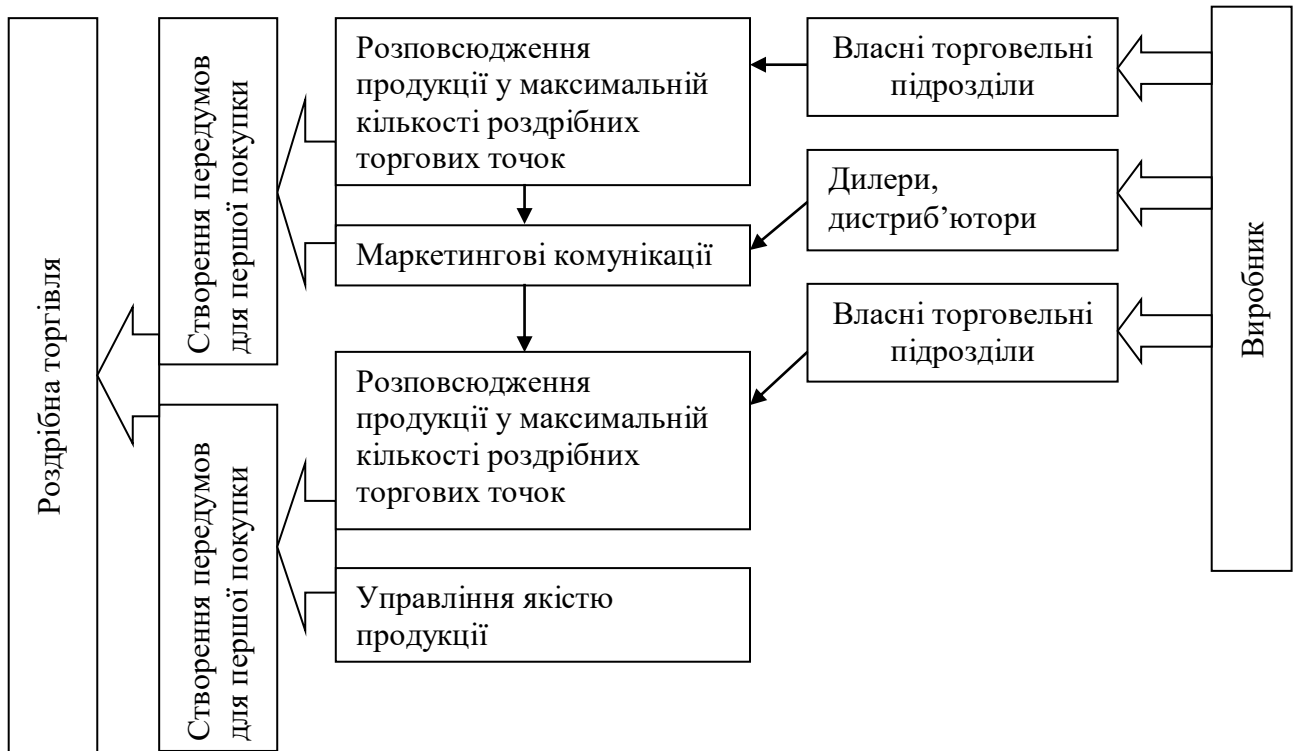 Роздрібна торгівля
Створення передумов
для першої покупки
Створення передумов
для першої покупки
Розповсюдження
продукції у максимальній
кількості роздрібних
торгових точок
Маркетингові комунікації
Розповсюдження
продукції у максимальній
кількості роздрібних
торгових точок
Управління якістю
продукції
Власні торговельні
підрозділи
Дилери,
дистриб’ютори
Власні торговельні
підрозділи
Виробник